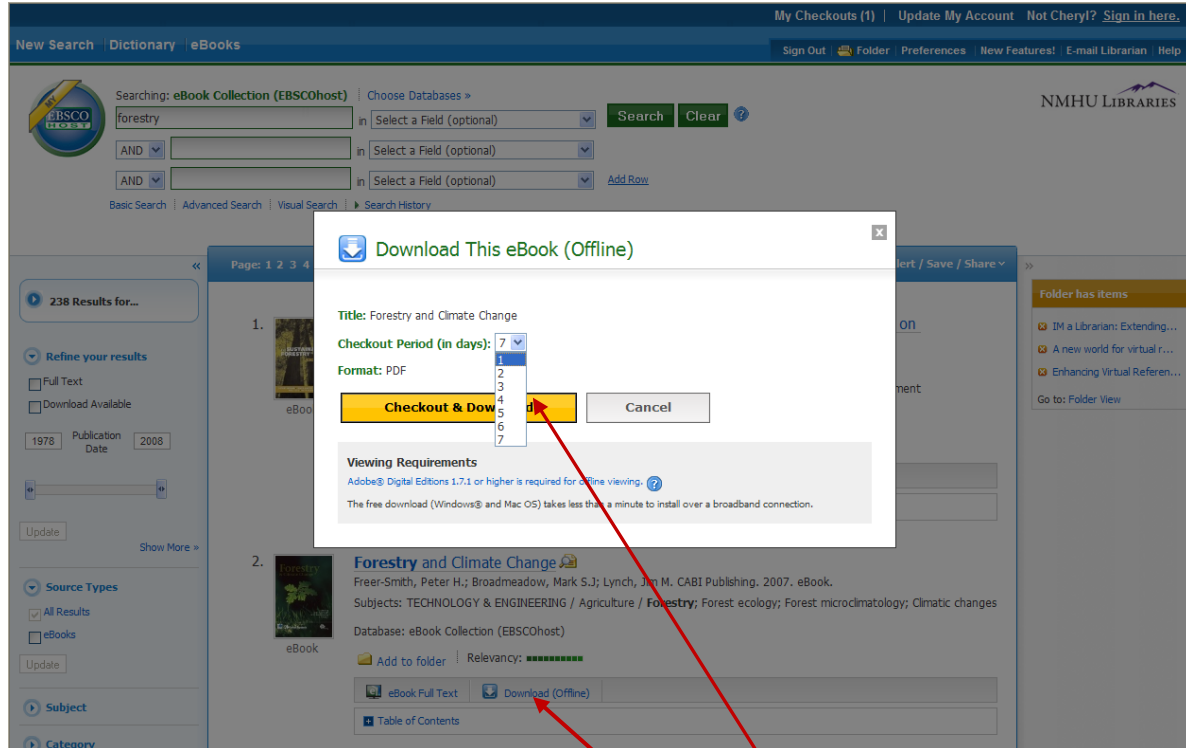 My Checkouts (1) | Update My Account Not Cheryl? Sign in here.
New Search | Dictionary | eBooks
Sign Out | Folder | Preferences | New Features! | E-mail Librarian | Help
Searching: eBook Collection (EBSCOhost) | Choose Databases »
MY EBSCO HOST
forestry in Select a Field (optional) Search Clear ?
NMHU LIBRARIES
AND in Select a Field (optional)
AND in Select a Field (optional) Add Row
Basic Search | Advanced Search | Visual Search | Search History
« Page: 1 2 3 4
lert / Save / Share »
238 Results for...
Refine your results
Full Text
Download Available
1978 Publication Date 2008
Update
Show More »
Source Types
All Results
eBooks
Update
Subject
Category
1.
on
ment
eBoo
Download This eBook (Offline)
x
Title: Forestry and Climate Change
Checkout Period (in days): 7
1
2
3
4
5
6
7
Format: PDF
Checkout & Dow d
Cancel
Viewing Requirements
Adobe® Digital Editions 1.7.1 or higher is required for offline viewing. ?
The free download (Windows® and Mac OS) takes less than a minute to install over a broadband connection.
2.
Forestry
eBook
Forestry and Climate Change
Freer-Smith, Peter H.; Broadmeadow, Mark S.J; Lynch, Jim M. CABI Publishing. 2007. eBook.
Subjects: TECHNOLOGY & ENGINEERING / Agriculture / Forestry; Forest ecology; Forest microclimatology; Climatic changes
Database: eBook Collection (EBSCOhost)
Add to folder | Relevancy:
eBook Full Text | Download (Offline)
Table of Contents
»
Folder has items
IM a Librarian: Extending...
A new world for virtual r...
Enhancing Virtual Referen...
Go to: Folder View